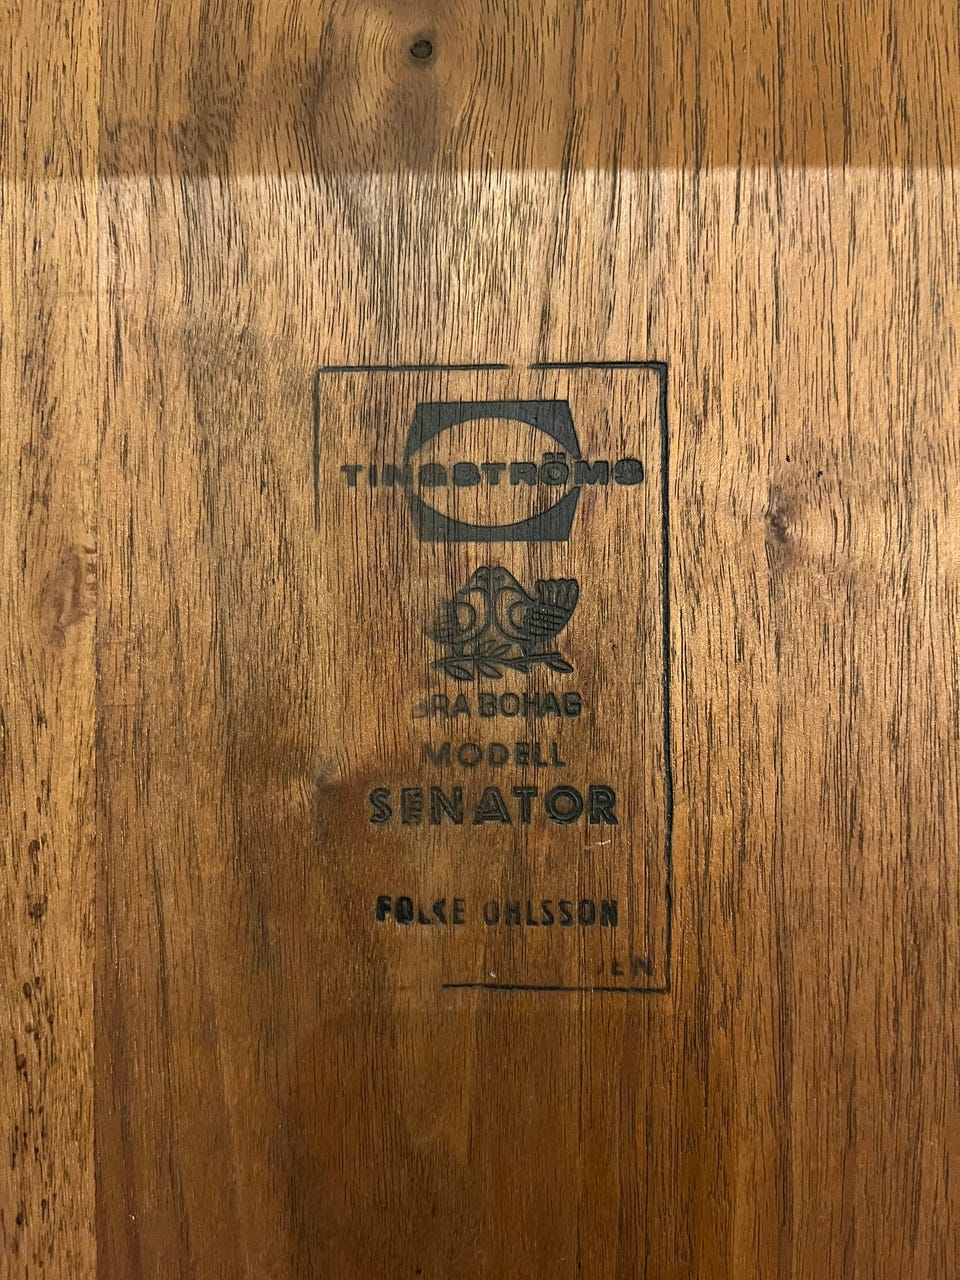 TINGSTRÖMS
BRA BOHAG
MODELL
SENATOR
FOLKE OHLSSON